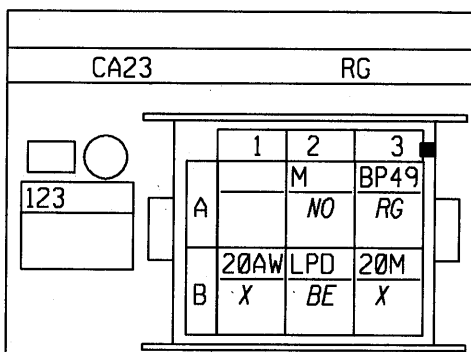 CA23 RG
1 2 3
M BP49
123
A NO RG
20AW LPD 20M
B X BE X